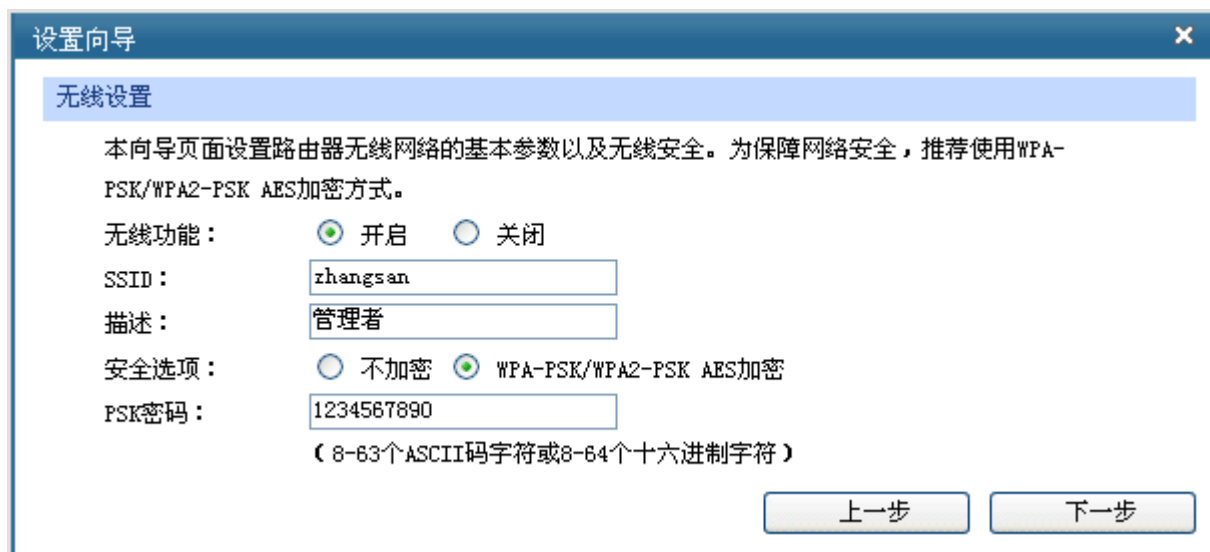 设置向导
无线设置
本向导页面设置路由器无线网络的基本参数以及无线安全。为保障网络安全，推荐使用WPA-
PSK/WPA2-PSK AES加密方式。
无线功能： 开启 关闭
SSID： zhangsan
描述： 管理者
安全选项： 不加密 WPA-PSK/WPA2-PSK AES加密
PSK密码： 1234567890
（8-63个ASCII码字符或8-64个十六进制字符）
上一步 下一步